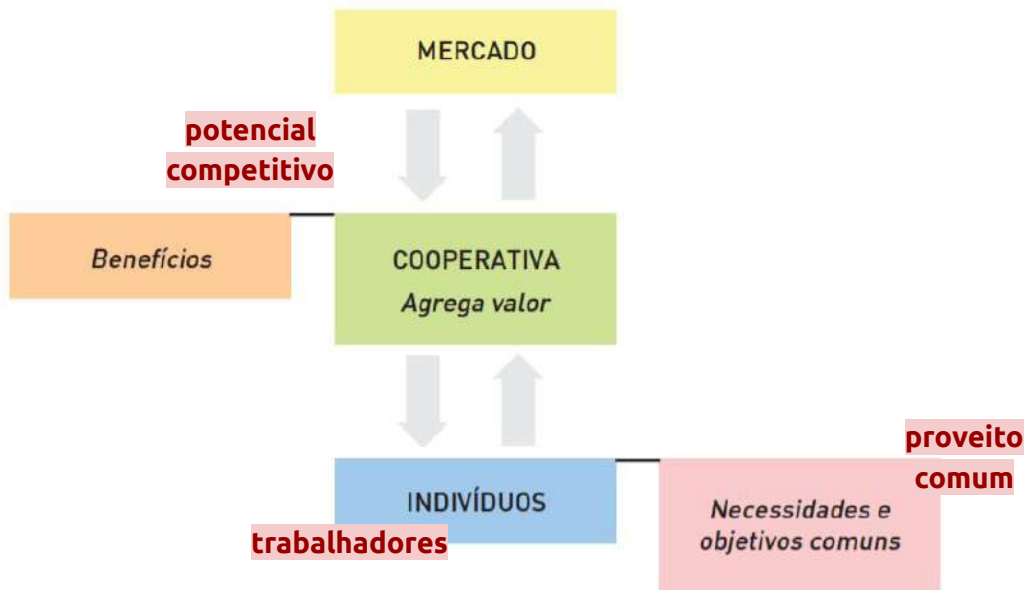 MERCADO
potencial
competitivo
Benefícios
COOPERATIVA
Agrega valor
proveito
comum
INDIVÍDUOS
trabalhadores
Necessidades e
objetivos comuns